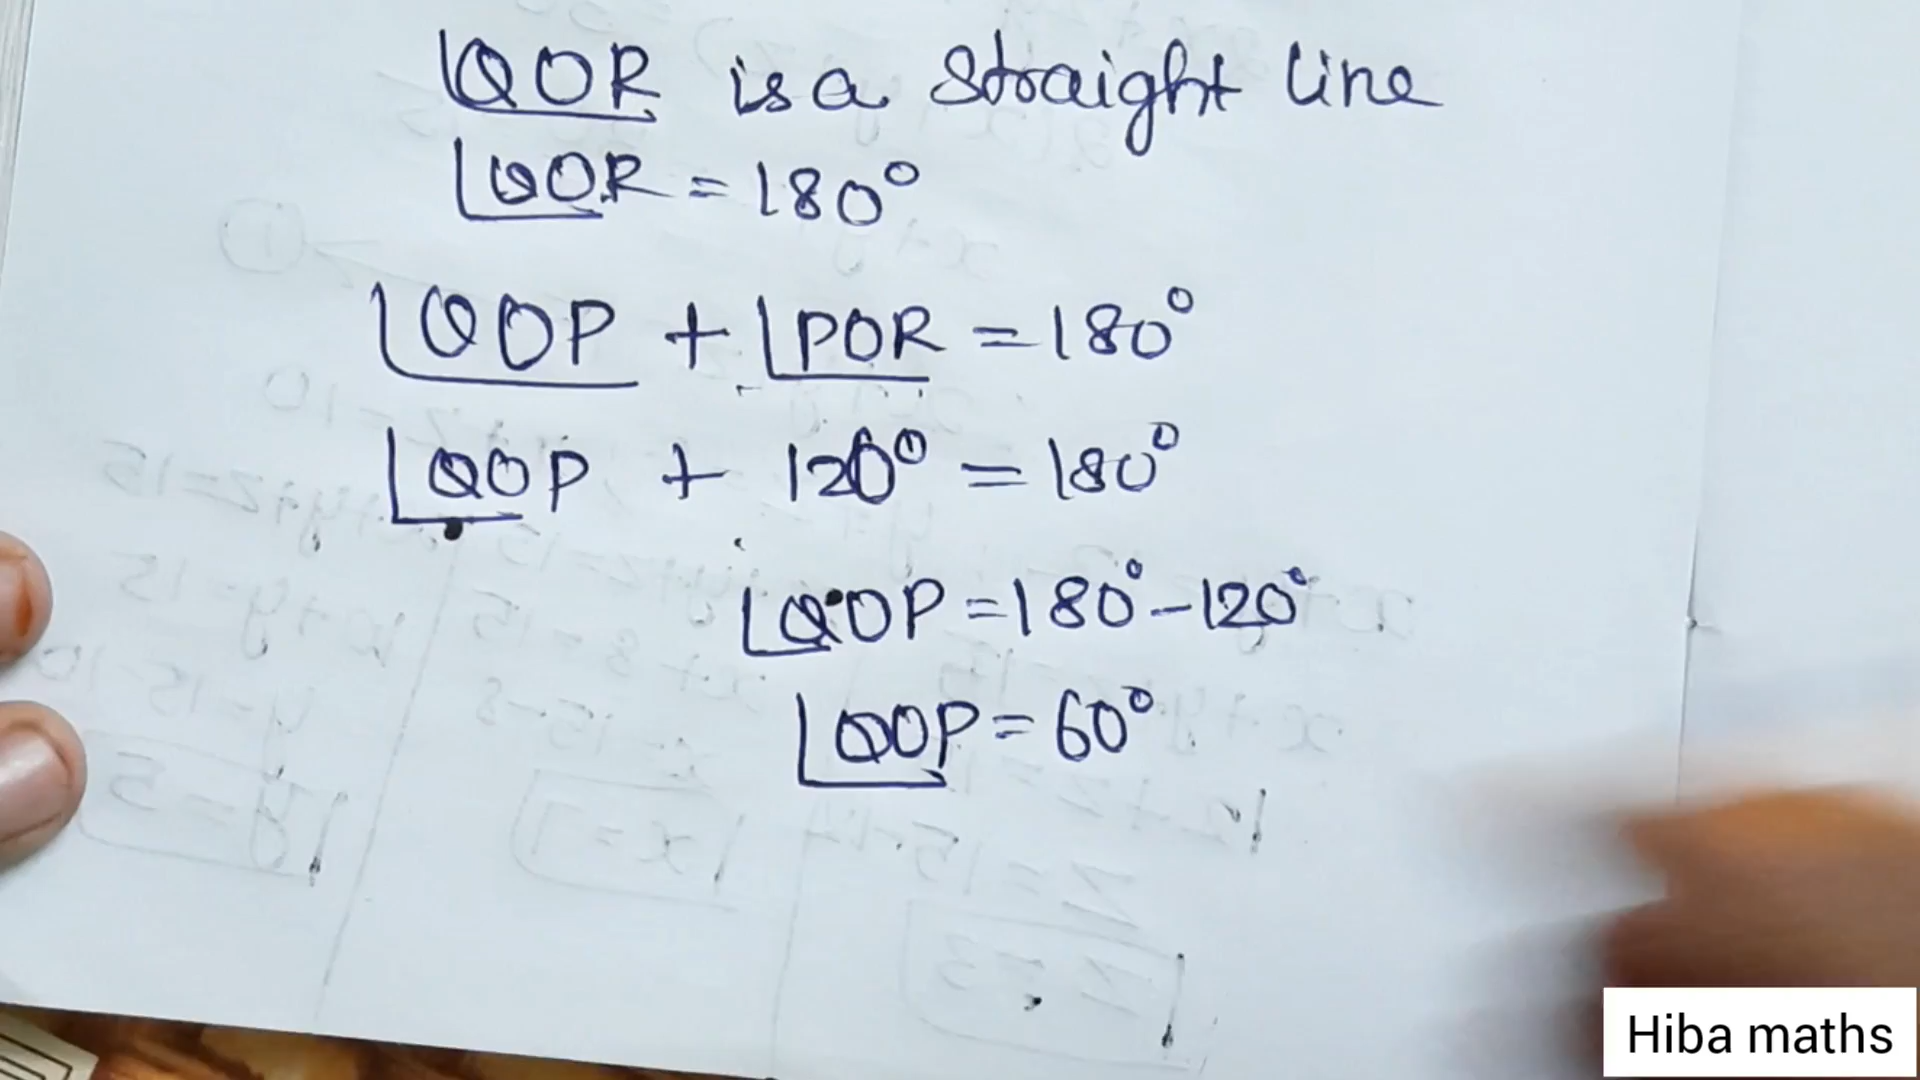 ∠QOR is a straight line
∠QOR = 180°
∠QOP + ∠POR = 180°
∠QOP + 120° = 180°
∠QOP = 180° - 120°
∠QOP = 60°
Hiba maths